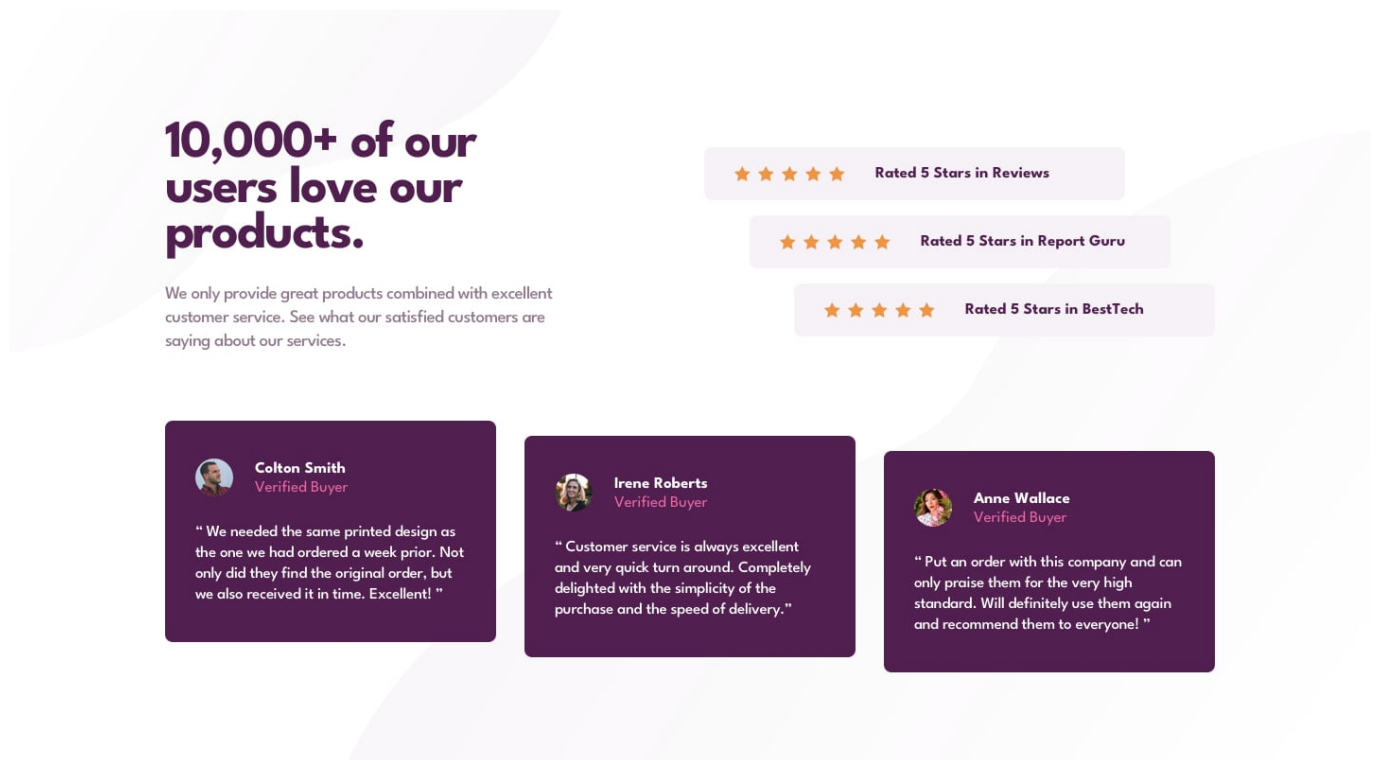 10,000+ of our
users love our
products.
We only provide great products combined with excellent
customer service. See what our satisfied customers are
saying about our services.
Rated 5 Stars in Reviews
Rated 5 Stars in Report Guru
Rated 5 Stars in BestTech
Colton Smith
Verified Buyer
“ We needed the same printed design as
the one we had ordered a week prior. Not
only did they find the original order, but
we also received it in time. Excellent! ”
Irene Roberts
Verified Buyer
“ Customer service is always excellent
and very quick turn around. Completely
delighted with the simplicity of the
purchase and the speed of delivery.”
Anne Wallace
Verified Buyer
“ Put an order with this company and can
only praise them for the very high
standard. Will definitely use them again
and recommend them to everyone! ”